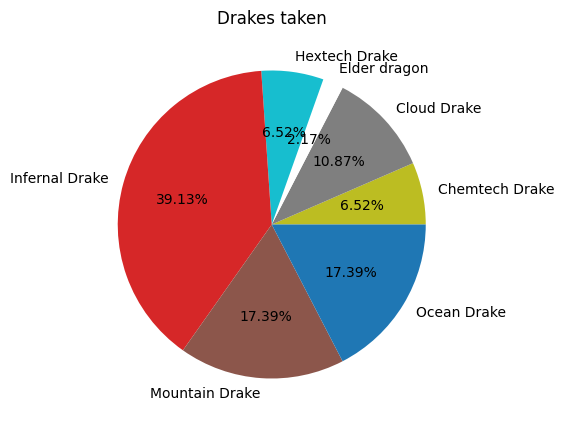 Drakes taken
Hextech Drake
Elder dragon
Cloud Drake
Chemtech Drake
Infernal Drake
Mountain Drake
Ocean Drake
6.52%
2.17%
10.87%
6.52%
39.13%
17.39%
17.39%